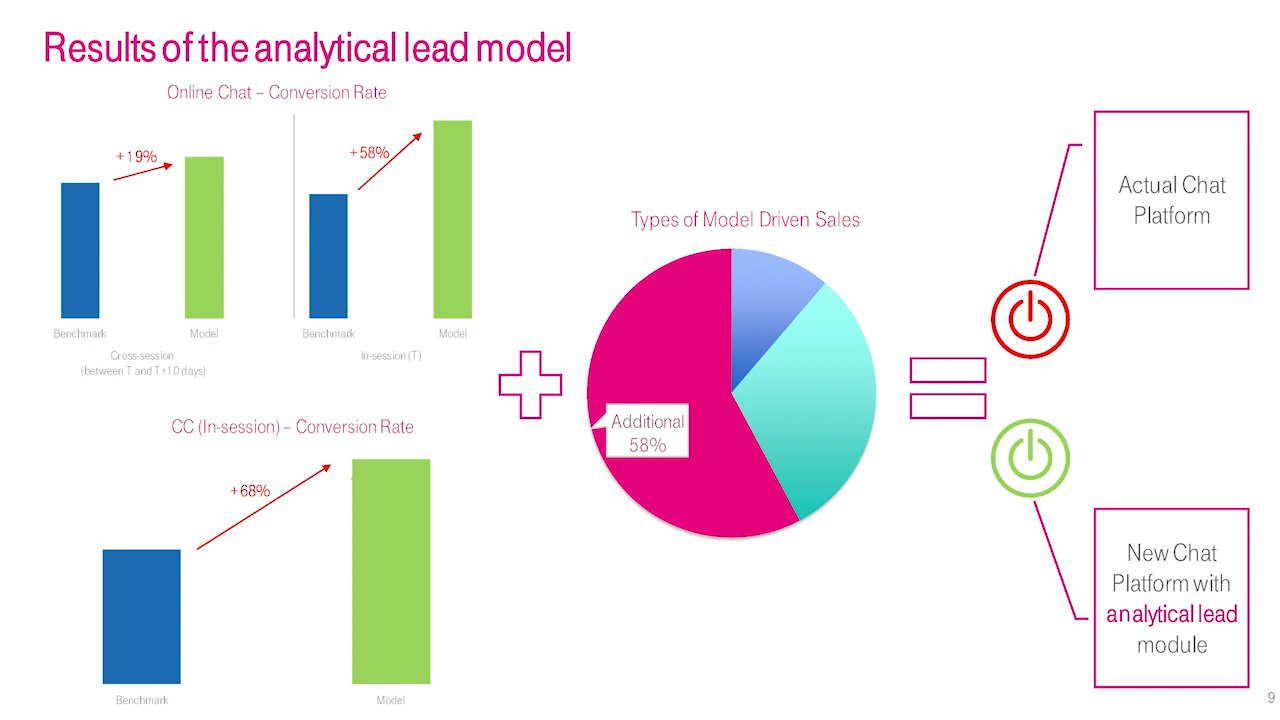 Results of the analytical lead model
Online Chat – Conversion Rate
+19%
+58%
Benchmark
Model
Benchmark
Model
Cross-session
(between T and T+10 days)
In-session (T)
CC (In-session) – Conversion Rate
+68%
Benchmark
Model
Types of Model Driven Sales
Additional
58%
Actual Chat
Platform
New Chat
Platform with
analytical lead
module
9